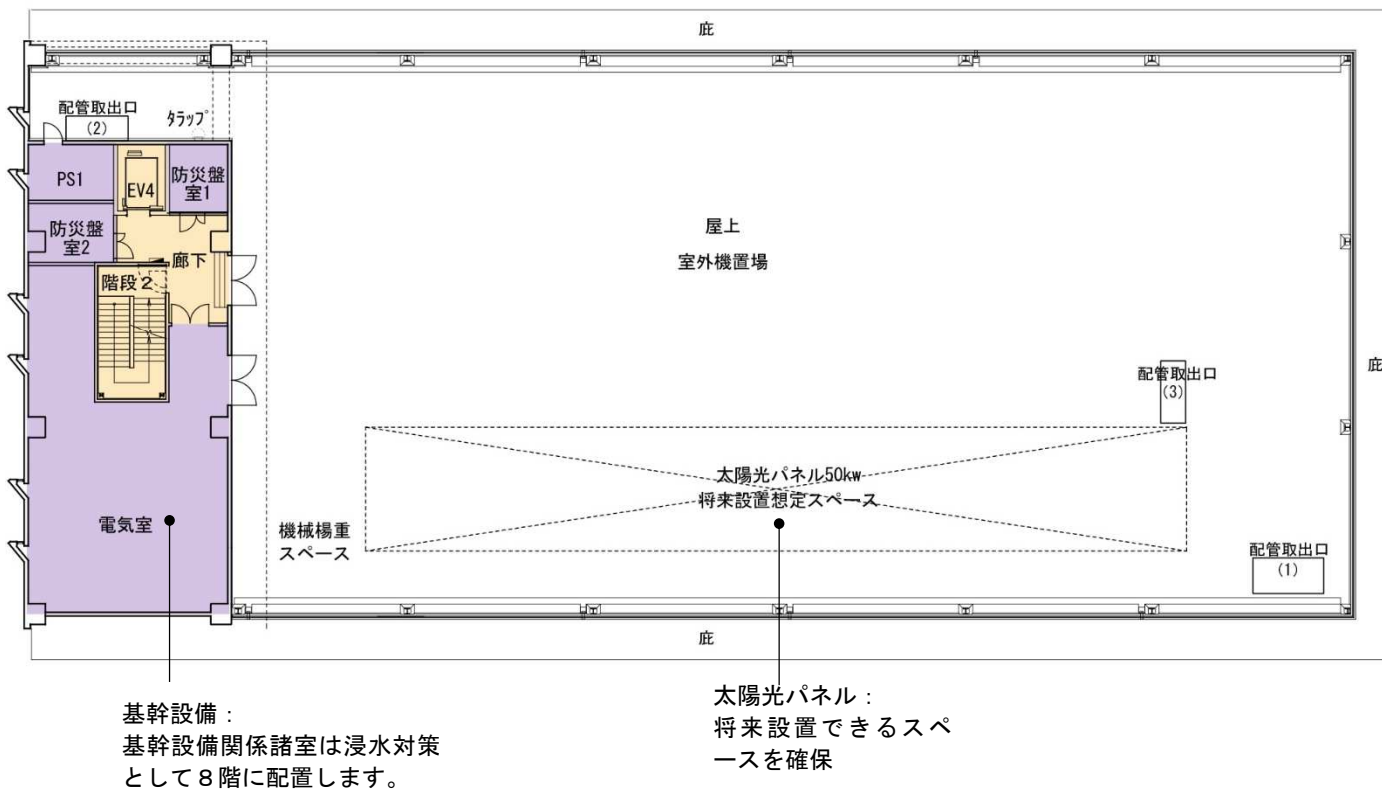 庇
配管取出口
(2)
ﾀﾗｯﾌﾟ
PS1
EV4
防災盤
室1
防災盤
室2
廊下
階段２
屋上
室外機置場
庇
配管取出口
(3)
太陽光パネル50kw
将来設置想定スペース
電気室
機械楊重
スペース
配管取出口
(1)
庇
基幹設備：
基幹設備関係諸室は浸水対策
として８階に配置します。
太陽光パネル：
将来設置できるスペ
ースを確保